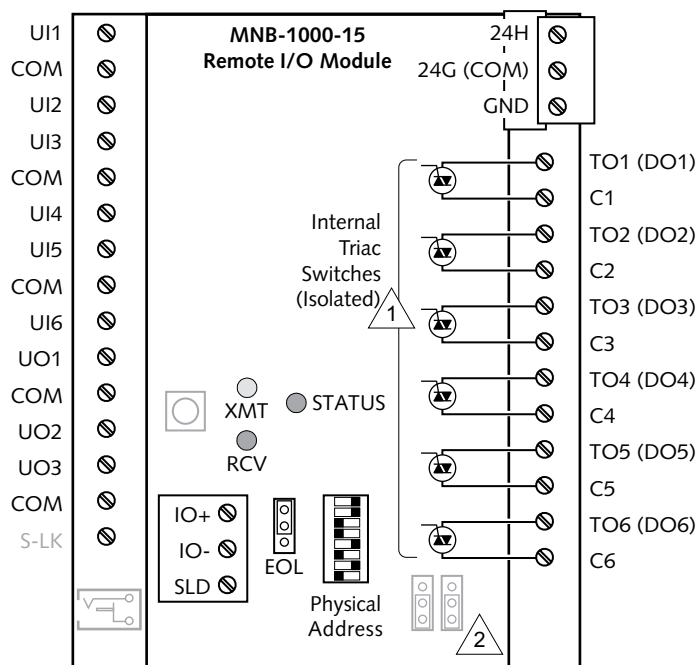 MNB-1000-15
Remote I/O Module
UI1
COM
UI2
UI3
COM
UI4
UI5
COM
UI6
UO1
COM
UO2
UO3
COM
S-LK
24H
24G (COM)
GND
TO1 (DO1)
C1
TO2 (DO2)
C2
TO3 (DO3)
C3
TO4 (DO4)
C4
TO5 (DO5)
C5
TO6 (DO6)
C6
Internal
Triac
Switches
(Isolated)
1
XMT
STATUS
RCV
IO+
IO-
SLD
EOL
Physical
Address
2